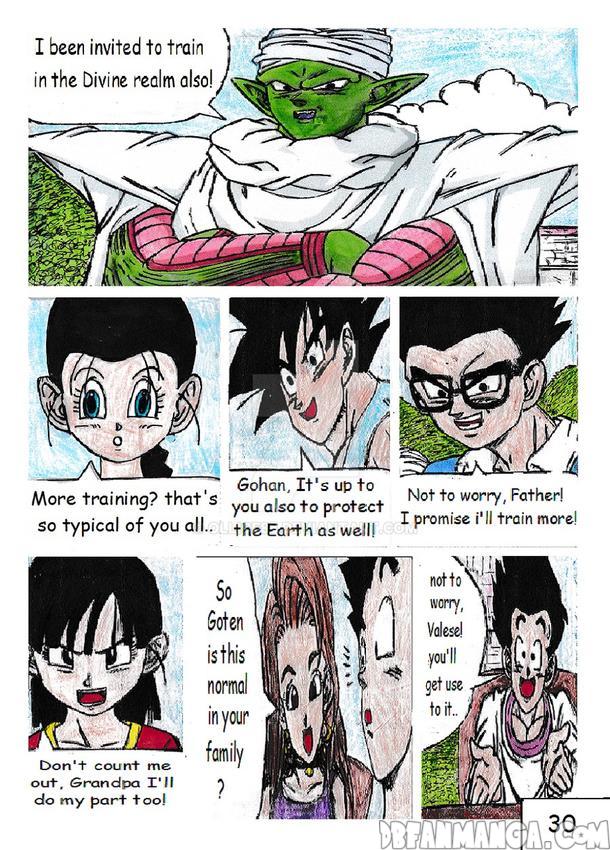 I been invited to train
in the Divine realm also!
More training? that's
so typical of you all..
Gohan, It's up to
you also to protect
the Earth as well!
Not to worry, Father!
I promise i'll train more!
Don't count me
out, Grandpa I'll
do my part too!
So
Goten
is this
normal
in your
family
?
not to
worry,
Valese!
you'll
get use
to it..
30
DBFANMANGA.COM